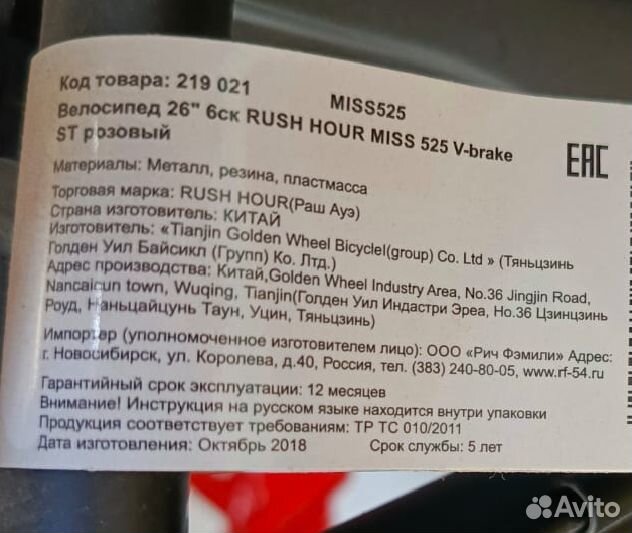 Код товара: 219 021
MISS525
Велосипед 26" 6ск RUSH HOUR MISS 525 V-brake
ST розовый
EAC
Материалы: Металл, резина, пластмасса
Торговая марка: RUSH HOUR(Раш Ауэ)
Страна изготовитель: КИТАЙ
Изготовитель: «Tianjin Golden Wheel Bicyclel(group) Co. Ltd » (Тяньцзинь
Голден Уил Байсикл (Групп) Ко. Лтд.)
Адрес производства: Китай,Golden Wheel Industry Area, No.36 Jingjin Road,
Nancaicun town, Wuqing, Tianjin(Голден Уил Индастри Эреа, Но.36 Цзинцзинь
Роуд, Наньцайцунь Таун, Уцин, Тяньцзинь)
Импортер (уполномоченное изготовителем лицо): ООО «Рич Фэмили» Адрес:
г. Новосибирск, ул. Королева, д.40, Россия, тел. (383) 240-80-05, www.rf-54.ru
Гарантийный срок эксплуатации: 12 месяцев
Внимание! Инструкция на русском языке находится внутри упаковки
Продукция соответствует требованиям: ТР ТС 010/2011
Дата изготовления: Октябрь 2018 Срок службы: 5 лет
Avito